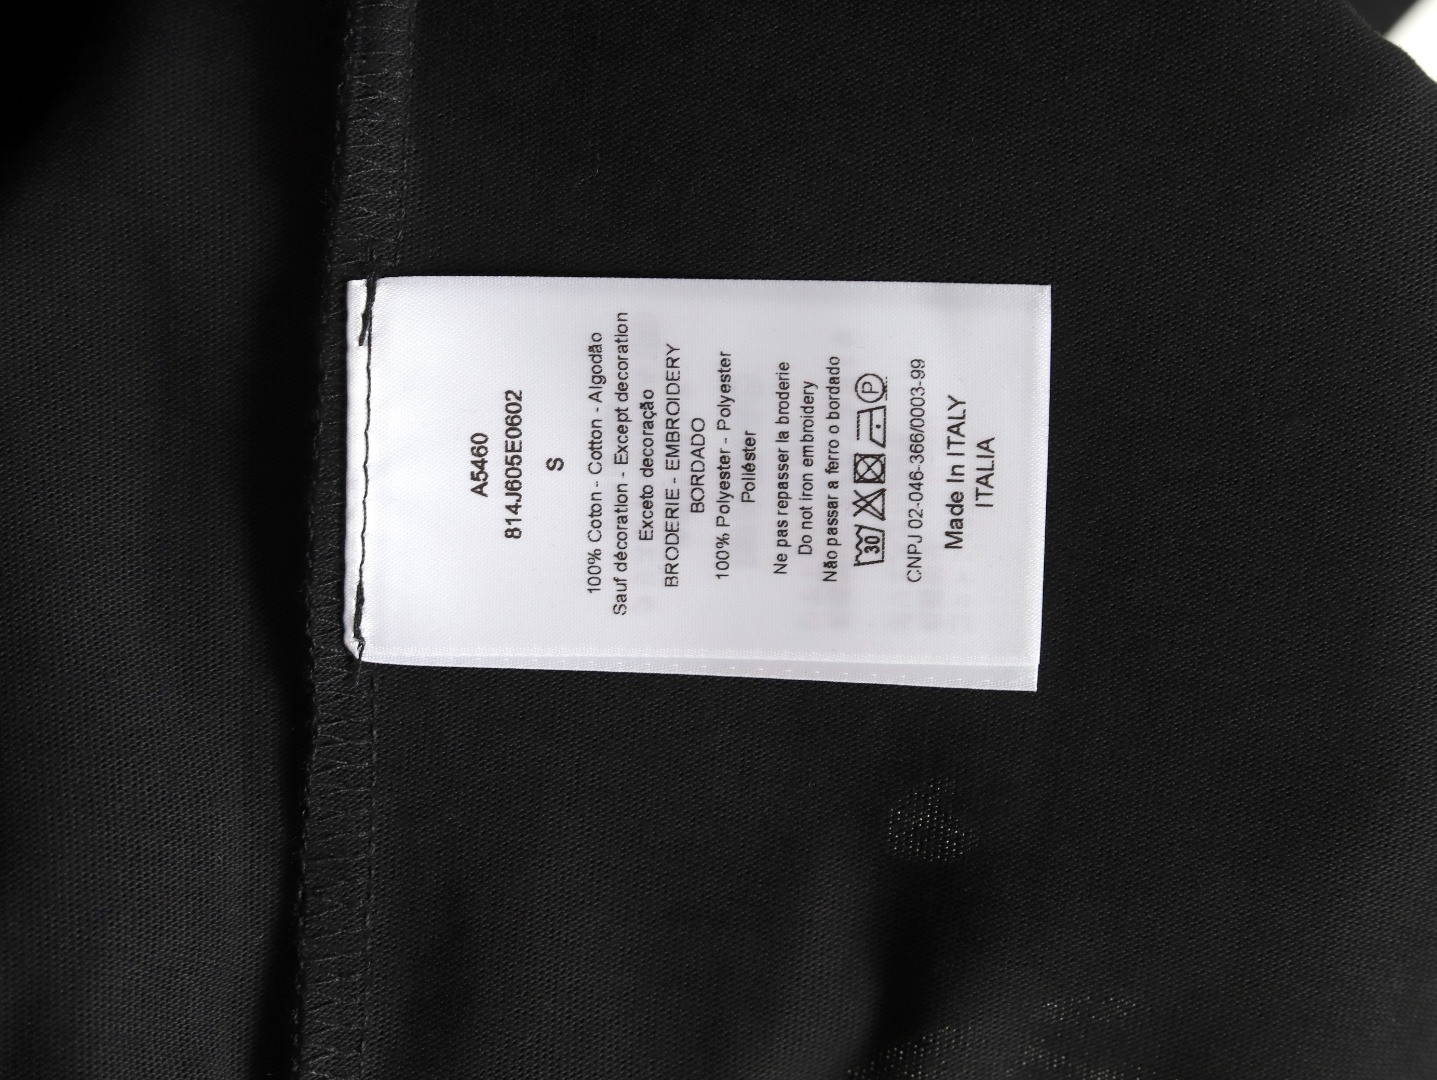 A5460
814J605E0602
S
100% Coton - Cotton - Algodão
Sauf décoration - Except decoration
Exceto decoração
BRODERIE - EMBROIDERY
BORDADO
100% Polyester - Polyester
Poliéster
Ne pas repasser la broderie
Do not iron embroidery
Não passar a ferro o bordado
30 P
CNPJ 02-046-366/0003-99
Made In ITALY
ITALIA